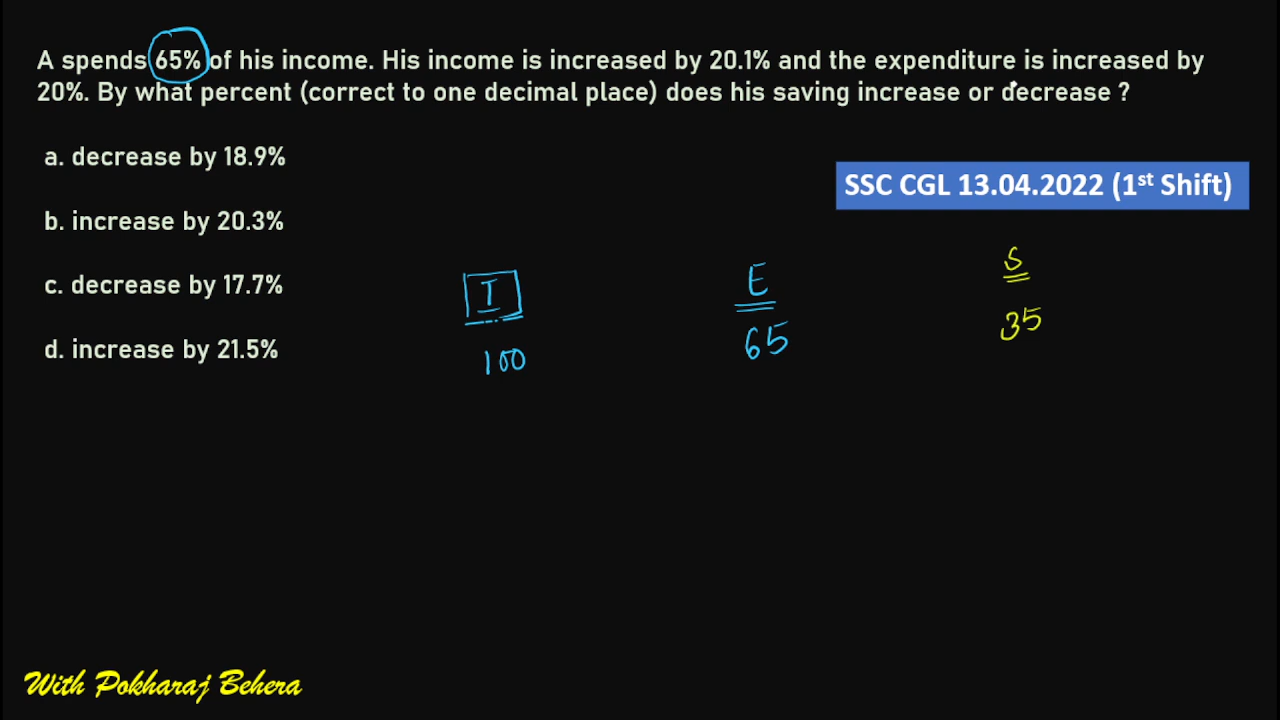 A spends 65% of his income. His income is increased by 20.1% and the expenditure is increased by
20%. By what percent (correct to one decimal place) does his saving increase or decrease ?
a. decrease by 18.9%
SSC CGL 13.04.2022 (1st Shift)
b. increase by 20.3%
c. decrease by 17.7%
d. increase by 21.5%
I E S
100 65 35
With Pokharaj Behera